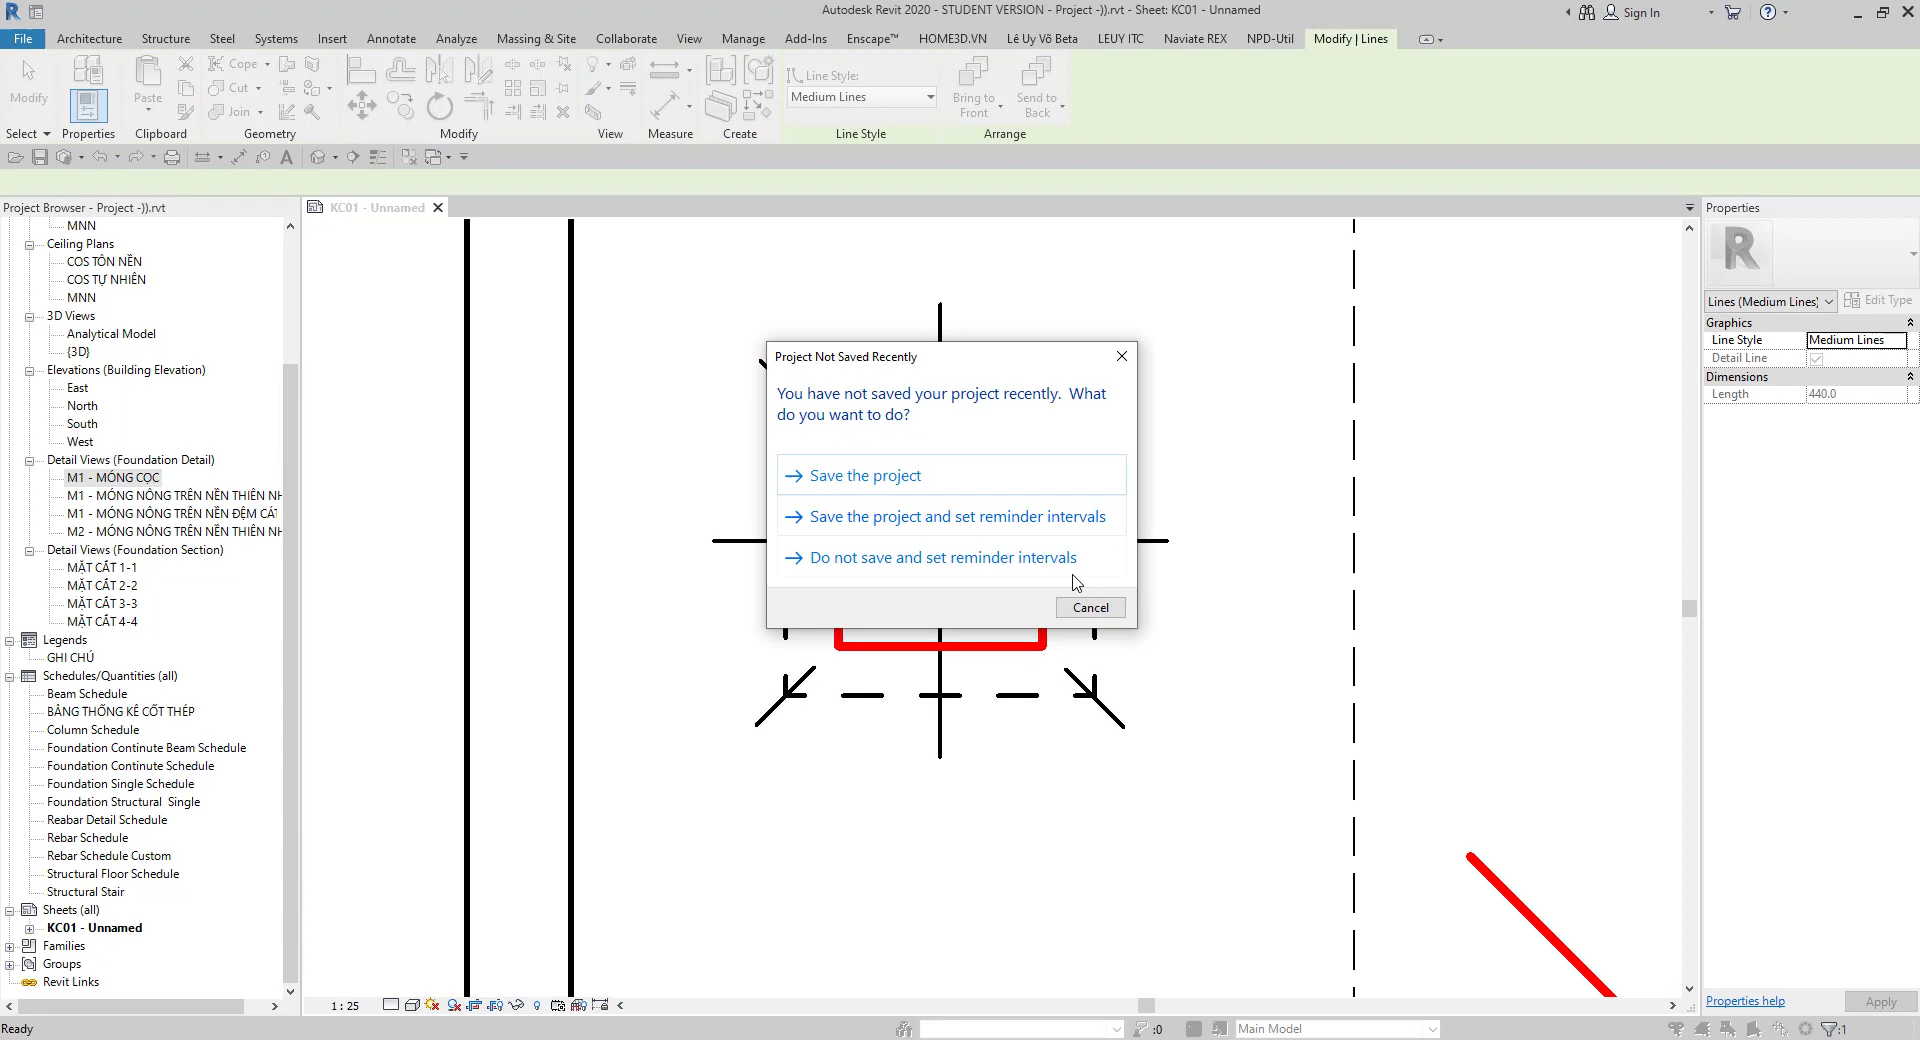 Autodesk Revit 2020 - STUDENT VERSION - Project -)).rvt - Sheet: KC01 - Unnamed
Sign In
File Architecture Structure Steel Systems Insert Annotate Analyze Massing & Site Collaborate View Manage Add-Ins Enscape™ HOME3D.VN Lê Uy Võ Beta LEUY ITC Naviate REX NPD-Util Modify | Lines
Modify
Paste
Cope
Cut
Join
Line Style:
Medium Lines
Bring to Front
Send to Back
Select Properties Clipboard Geometry Modify View Measure Create Line Style Arrange
Project Browser - Project -)).rvt
KC01 - Unnamed
Properties
MNN
Ceiling Plans
COS TÔN NỀN
COS TỰ NHIÊN
MNN
3D Views
Analytical Model
{3D}
Elevations (Building Elevation)
East
North
South
West
Detail Views (Foundation Detail)
M1 - MÓNG CỌC
M1 - MÓNG NÔNG TRÊN NỀN THIÊN NH
M1 - MÓNG NÔNG TRÊN NỀN ĐỆM CÁT
M2 - MÓNG NÔNG TRÊN NỀN THIÊN NH
Detail Views (Foundation Section)
MẶT CẮT 1-1
MẶT CẮT 2-2
MẶT CẮT 3-3
MẶT CẮT 4-4
Legends
GHI CHÚ
Schedules/Quantities (all)
Beam Schedule
BẢNG THỐNG KÊ CỐT THÉP
Column Schedule
Foundation Continute Beam Schedule
Foundation Continute Schedule
Foundation Single Schedule
Foundation Structural Single
Reabar Detail Schedule
Rebar Schedule
Rebar Schedule Custom
Structural Floor Schedule
Structural Stair
Sheets (all)
KC01 - Unnamed
Families
Groups
Revit Links
Project Not Saved Recently
You have not saved your project recently. What
do you want to do?
Save the project
Save the project and set reminder intervals
Do not save and set reminder intervals
Cancel
R
Lines (Medium Lines) Edit Type
Graphics
Line Style Medium Lines
Detail Line
Dimensions
Length 440.0
Properties help Apply
1 : 25
Ready
:0
Main Model
:1